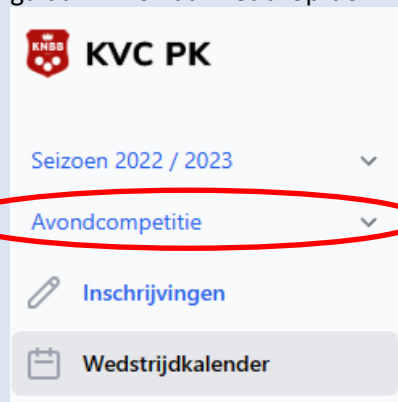 KNBB
KVC PK
Seizoen 2022 / 2023
Avondcompetitie
Inschrijvingen
Wedstrijdkalender